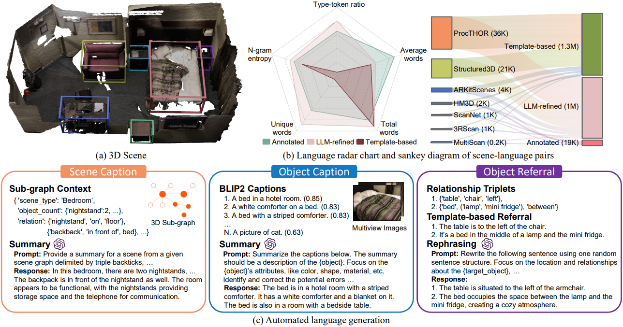 Type-token ratio
N-gram
entropy
Average
words
Unique
words
Total
words
Annotated
LLM-refined
Template-based
ProcTHOR (36K)
Structured3D (21K)
ARKitScenes (4K)
HM3D (2K)
ScanNet (1K)
3RScan (1K)
MultiScan (0.2K)
Template-based (1.3M)
LLM-refined (1M)
Annotated (19K)
(a) 3D Scene
(b) Language radar chart and sankey diagram of scene-language pairs
Scene Caption
Sub-graph Context
{ 'scene_type': 'Bedroom',
'object_count': {'nightstand':2, ...},
'relation': {'nightstand', 'on', 'floor'},
{'backpack', 'in front of', bed}, ...}
3D Sub-graph
Summary
Prompt: Provide a summary for a scene from a given
scene graph delimited by triple backticks. ...
Response: In this bedroom, there are two nightstands, ...
The backpack is in front of the nightstand as well. The room
appears to be functional, with the nightstands providing
storage space and the telephone for communication.
Object Caption
BLIP2 Captions
1. A bed in a hotel room. (0.85)
2. A white comforter on a bed. (0.83)
3. A bed with a striped comforter. (0.83)
...
N. A picture of cat. (0.63)
Multiview Images
Summary
Prompt: Summarize the captions below. The summary
should be a description of the {object}. Focus on the
{object}'s attributes, like color, shape, material, etc.
Identify and correct the potential errors ...
Response: The bed is in a hotel room with a striped
comforter. It has a white comforter and a blanket on it.
The bed is also in a room with a bedside table.
Object Referral
Relationship Triplets
1. ('table', 'chair', 'left'),
2. ('bed', ('lamp', 'mini fridge'), 'between')
Template-based Referral
1. The table is to the left of the chair.
2. It's a bed in the middle of a lamp and the mini fridge.
Rephrasing
Prompt: Rewrite the following sentence using one random
sentence structure. Focus on the location and relationships
about the {target_object}, ...
Response:
1. The table is situated to the left of the armchair.
2. The bed occupies the space between the lamp and the
mini fridge, creating a cozy atmosphere.
(c) Automated language generation